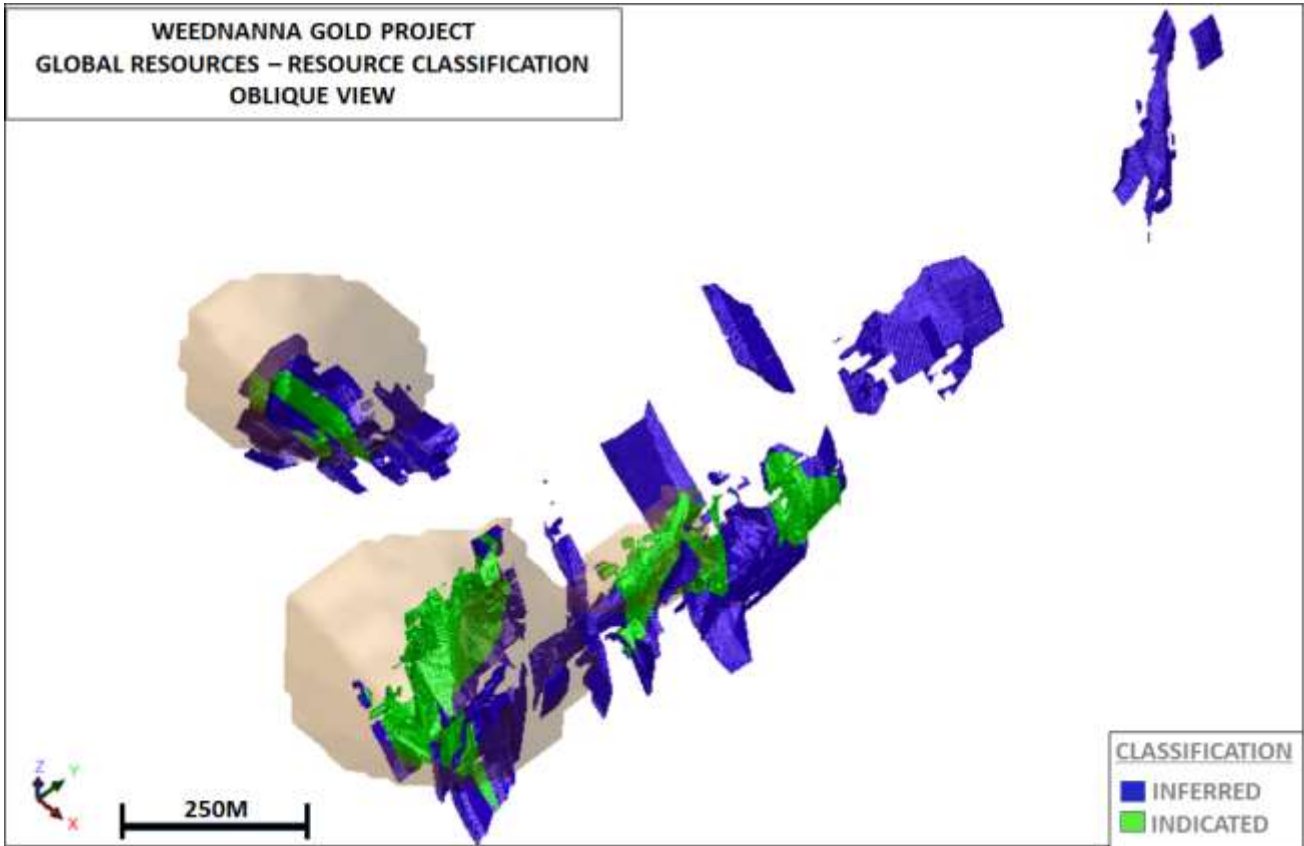 WEEDNANNA GOLD PROJECT
GLOBAL RESOURCES – RESOURCE CLASSIFICATION
OBLIQUE VIEW
Z
Y
X
250M
CLASSIFICATION
INFERRED
INDICATED